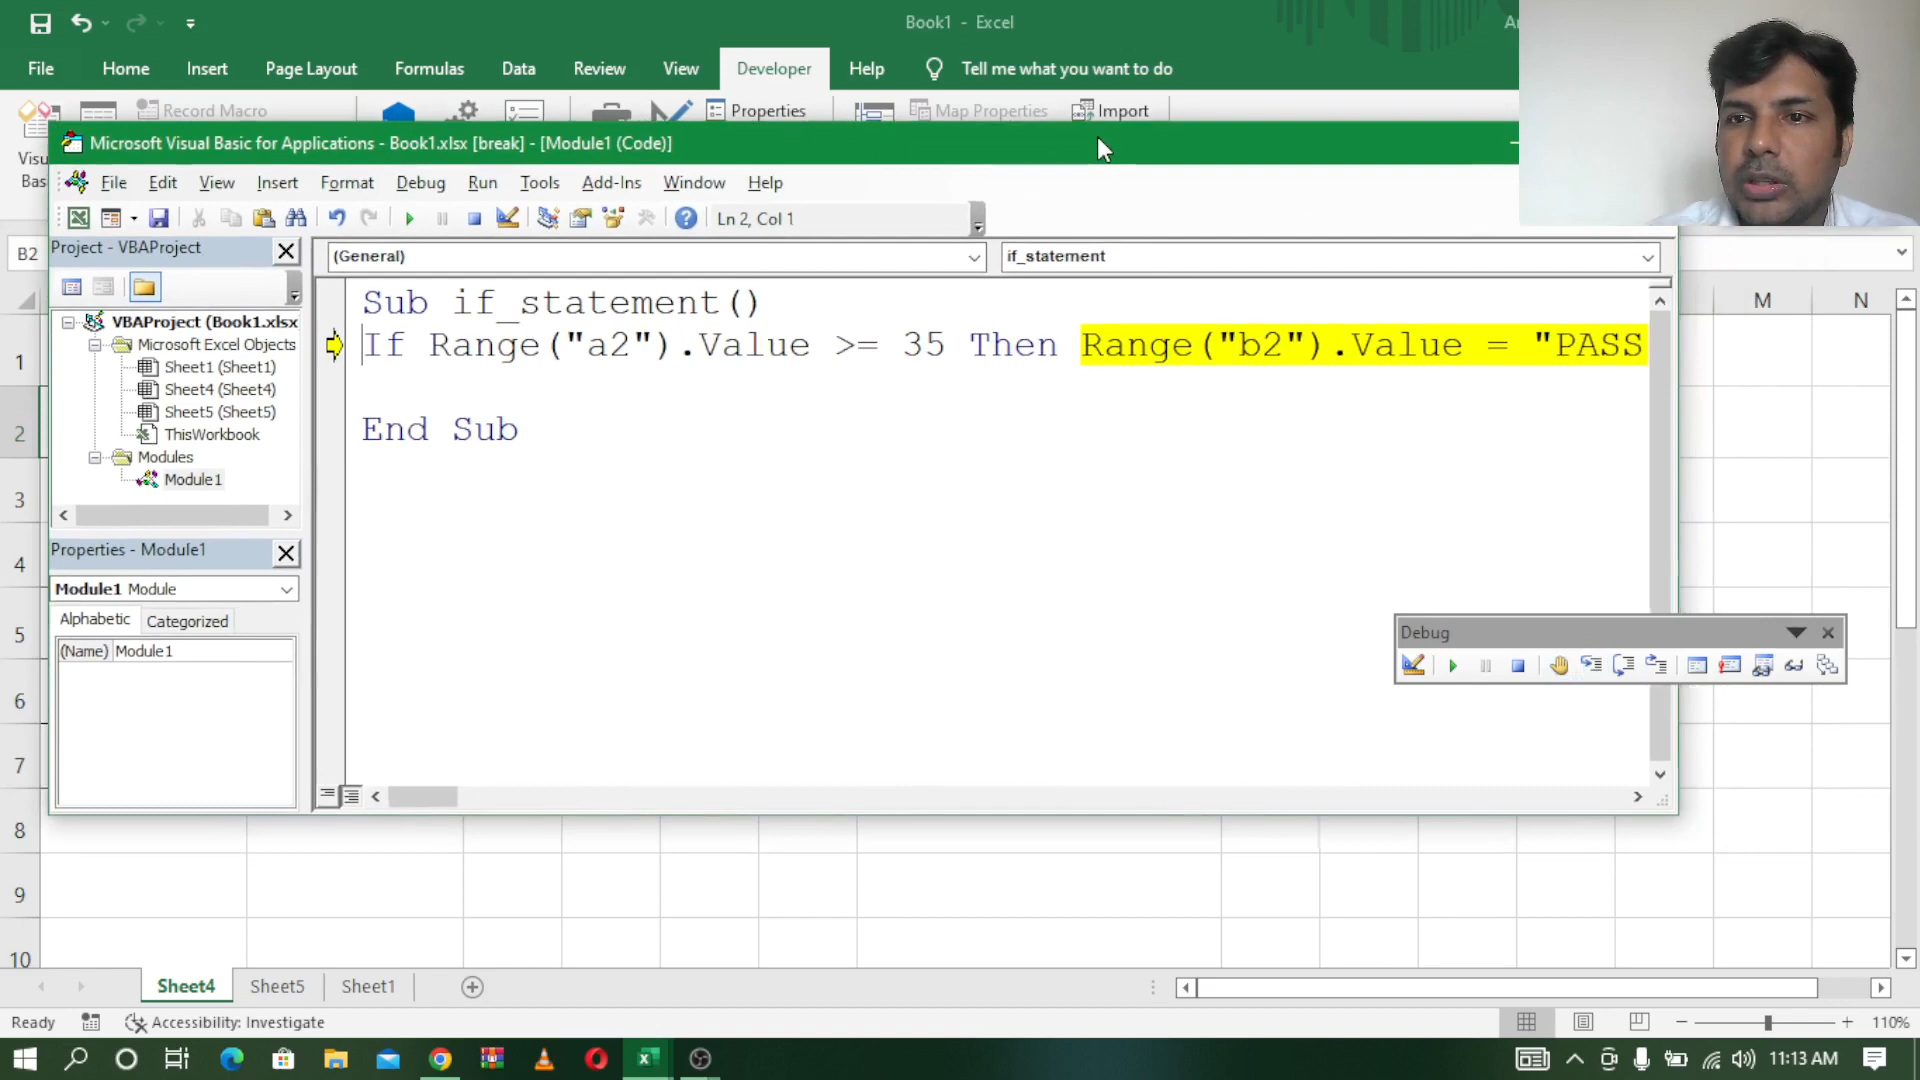 Book1 - Excel
File Home Insert Page Layout Formulas Data Review View Developer Help Tell me what you want to do
Record Macro Properties Map Properties Import
Microsoft Visual Basic for Applications - Book1.xlsx [break] - [Module1 (Code)]
File Edit View Insert Format Debug Run Tools Add-Ins Window Help
Ln 2, Col 1
Project - VBAProject
(General) if_statement
B2
M N
VBAProject (Book1.xlsx
Microsoft Excel Objects
Sheet1 (Sheet1)
Sheet4 (Sheet4)
Sheet5 (Sheet5)
ThisWorkbook
Modules
Module1
Sub if_statement()
If Range("a2").Value >= 35 Then Range("b2").Value = "PASS
End Sub
Properties - Module1
Module1 Module
Alphabetic Categorized
(Name) Module1
Debug
1
2
3
4
5
6
7
8
9
10
Sheet4 Sheet5 Sheet1
Ready Accessibility: Investigate 110%
11:13 AM